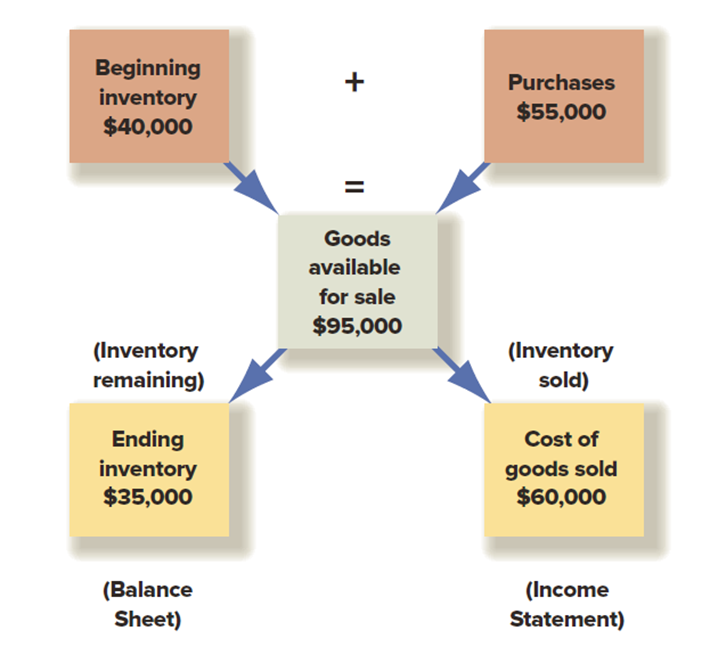 Beginning
inventory
$40,000
+
Purchases
$55,000
=
Goods
available
for sale
$95,000
(Inventory
remaining)
(Inventory
sold)
Ending
inventory
$35,000
Cost of
goods sold
$60,000
(Balance
Sheet)
(Income
Statement)